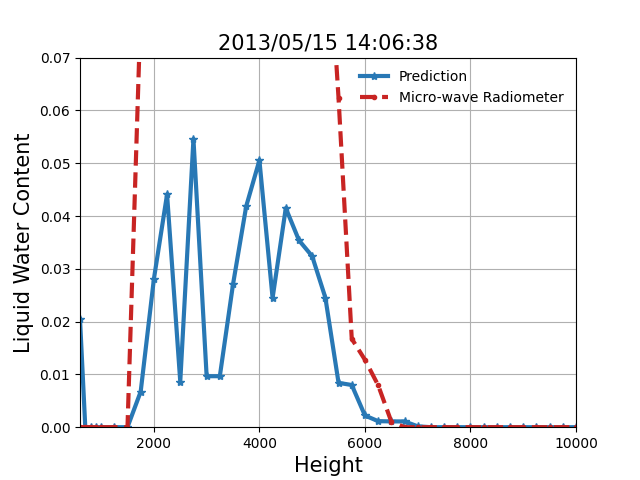 2013/05/15 14:06:38
Liquid Water Content
0.07
0.06
0.05
0.04
0.03
0.02
0.01
0.00
Prediction
Micro-wave Radiometer
2000 4000 6000 8000 10000
Height